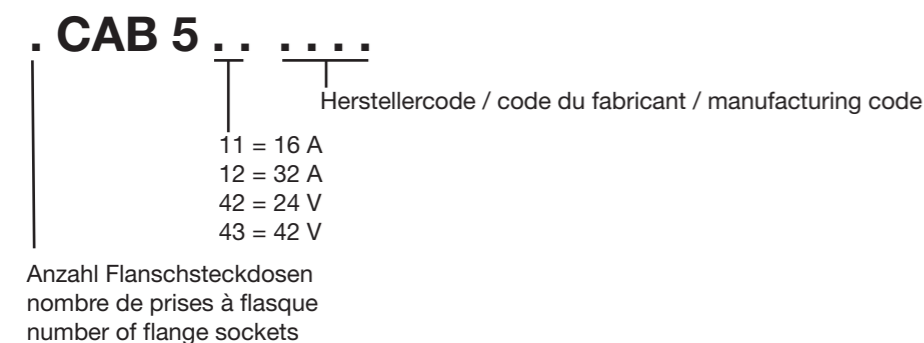 . CAB 5 . . . . . .
Herstellercode / code du fabricant / manufacturing code
11 = 16 A
12 = 32 A
42 = 24 V
43 = 42 V
Anzahl Flanschsteckdosen
nombre de prises à flasque
number of flange sockets